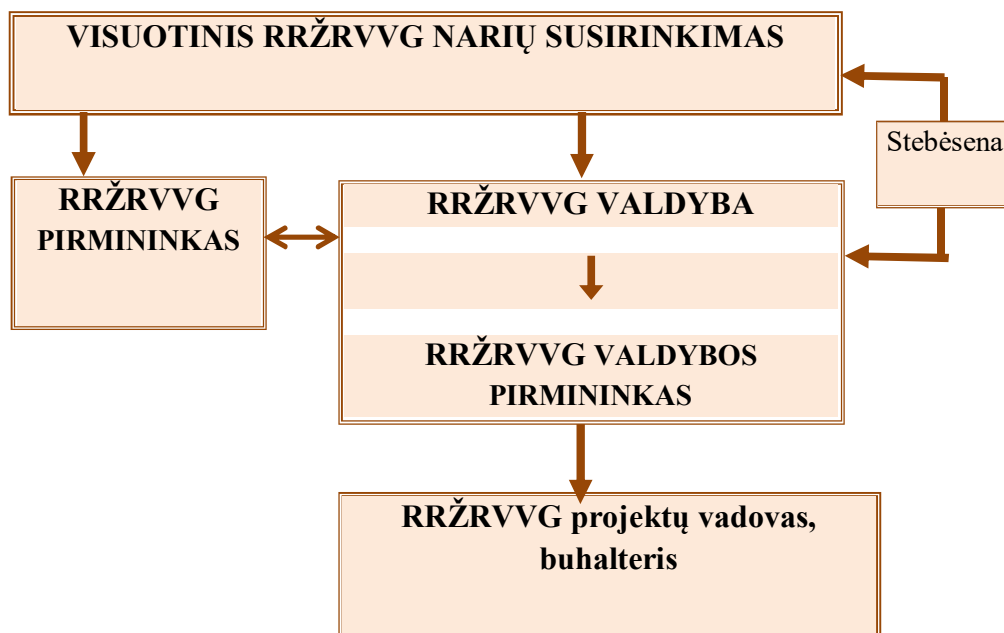 VISUOTINIS RRŽRVVG NARIŲ SUSIRINKIMAS
Stebėsena
RRŽRVVG
PIRMININKAS
RRŽRVVG VALDYBA
RRŽRVVG VALDYBOS
PIRMININKAS
RRŽRVVG projektų vadovas,
buhalteris